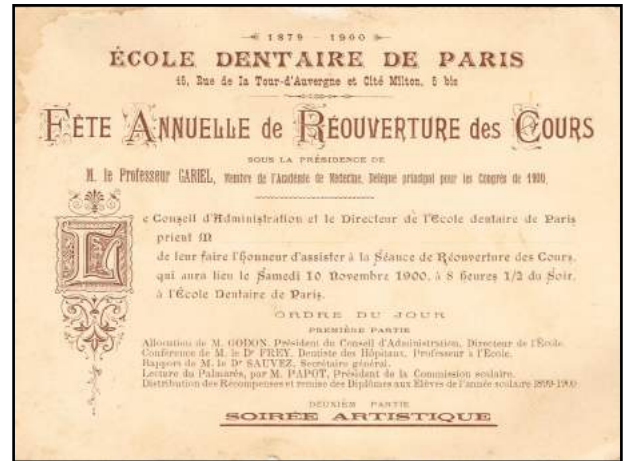 1879 - 1900
ÉCOLE DENTAIRE DE PARIS
45, Rue de la Tour-d'Auvergne et Cité Milton, 5 bis
FÊTE ANNUELLE de RÉOUVERTURE des COURS
SOUS LA PRÉSIDENCE DE
M. le Professeur GARIEL, Membre de l'Académie de Médecine, Délégué principal pour les Congrès de 1900,
Le Conseil d'Administration et le Directeur de l'École dentaire de Paris
prient M
de leur faire l'honneur d'assister à la Séance de Réouverture des Cours,
qui aura lieu le Samedi 10 Novembre 1900, à 8 heures 1/2 du Soir,
à l'École Dentaire de Paris.
ORDRE DU JOUR
PREMIÈRE PARTIE
Allocution de M. GODON, Président du Conseil d'Administration, Directeur de l'École.
Conférence de M. le Dr FREY, Dentiste des Hôpitaux, Professeur à l'École.
Rapport de M. le Dr SAUVEZ, Secrétaire général.
Lecture du Palmarès, par M. PAPOT, Président de la Commission scolaire.
Distribution des Récompenses et remise des Diplômes aux Élèves de l'année scolaire 1899-1900
DEUXIÈME PARTIE
SOIRÉE ARTISTIQUE